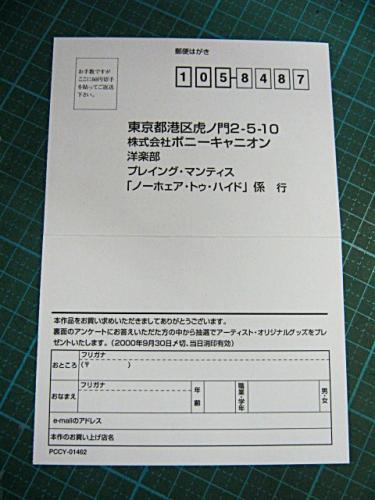 郵便はがき
お手数ですが
ここに50円切手
を貼ってご返送
下さい。
105-8487
東京都港区虎ノ門2-5-10
株式会社ポニーキャニオン
洋楽部
プレイング・マンティス
「ノーホェア・トゥ・ハイド」係 行
本作品をお買い求めいただきましてありがとうございます。
裏面のアンケートにお答えいただた方の中から抽選でアーティスト・オリジナルグッズをプレ
ゼントいたします。(2000年9月30日〆切、当日消印有効)
フリガナ
おところ (〒 )
フリガナ
おなまえ 年齢 職業・学年 男・女
e-mailのアドレス
本作のお買い上げ店名
PCCY-01462